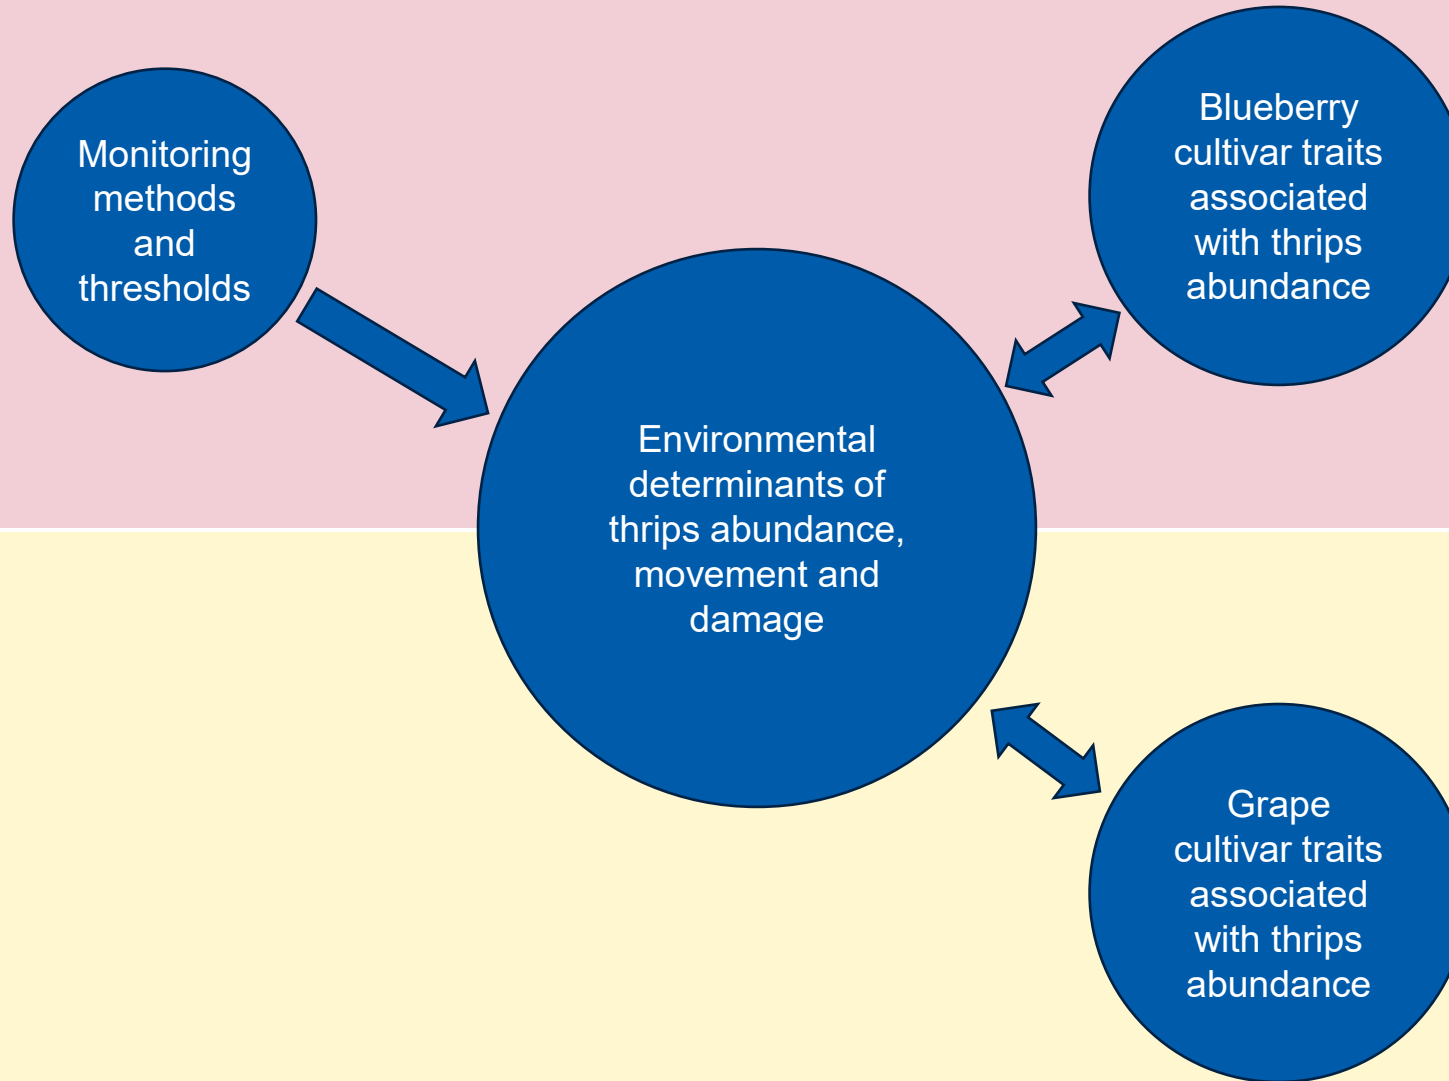 Monitoring
methods
and
thresholds
Blueberry
cultivar traits
associated
with thrips
abundance
Environmental
determinants of
thrips abundance,
movement and
damage
Grape
cultivar traits
associated
with thrips
abundance